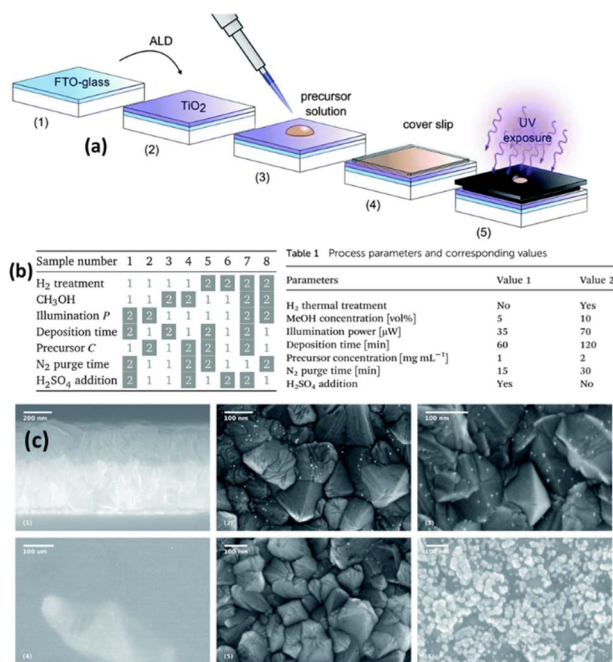 ALD
FTO-glass
(1)
(a)
TiO₂
(2)
precursor
solution
(3)
cover slip
(4)
UV
exposure
(5)
(b)
Sample number 1 2 3 4 5 6 7 8
H₂ treatment 1 1 1 1 2 2 2 2
CH₃OH 1 1 2 2 1 1 2 2
Illumination P 2 2 1 1 1 1 2 2
Deposition time 2 1 2 1 2 1 2 1
Precursor C 1 2 1 2 2 1 2 1
N₂ purge time 2 1 1 2 2 1 1 2
H₂SO₄ addition 2 1 1 2 1 2 2 1
Table 1 Process parameters and corresponding values
Parameters Value 1 Value 2
H₂ thermal treatment No Yes
MeOH concentration [vol%] 5 10
Illumination power [μW] 35 70
Deposition time [min] 60 120
Precursor concentration [mg mL⁻¹] 1 2
N₂ purge time [min] 15 30
H₂SO₄ addition Yes No
(c)
200 nm
(1)
100 nm
(2)
100 nm
(3)
100 um
(4)
100 nm
(5)
100 nm